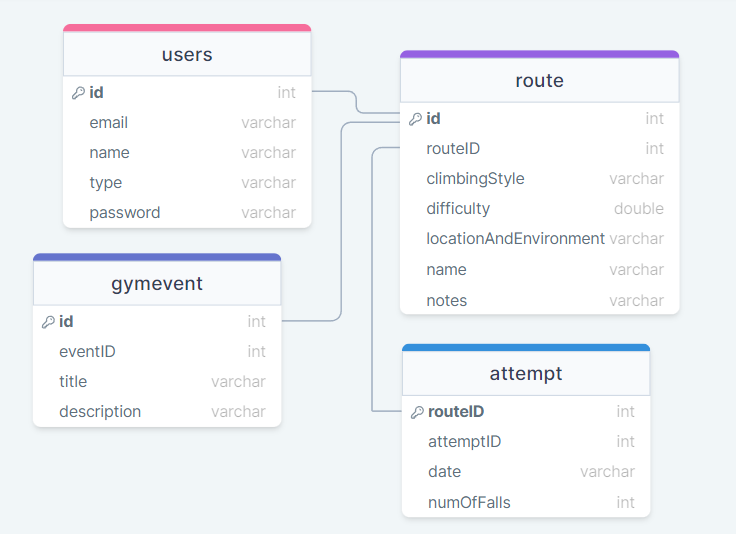 users
id int
email varchar
name varchar
type varchar
password varchar
route
id int
routeID int
climbingStyle varchar
difficulty double
locationAndEnvironment varchar
name varchar
notes varchar
gymevent
id int
eventID int
title varchar
description varchar
attempt
routeID int
attemptID int
date varchar
numOfFalls int